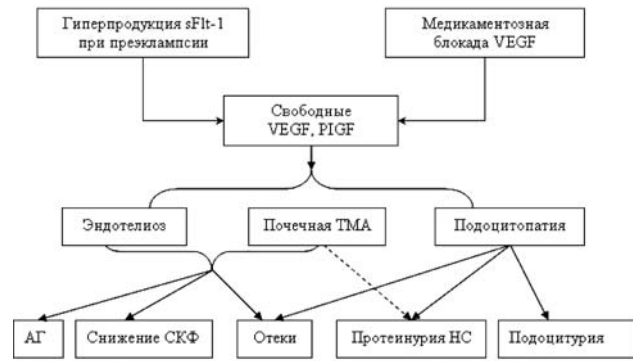 Гиперпродукция sFlt-1
при преэклампсии
Медикаментозная
блокада VEGF
Свободные
VEGF, PIGF
Эндотелиоз
Почечная ТМА
Подоцитопатия
АГ
Снижение СКФ
Отеки
Протеинурия НС
Подоцитурия